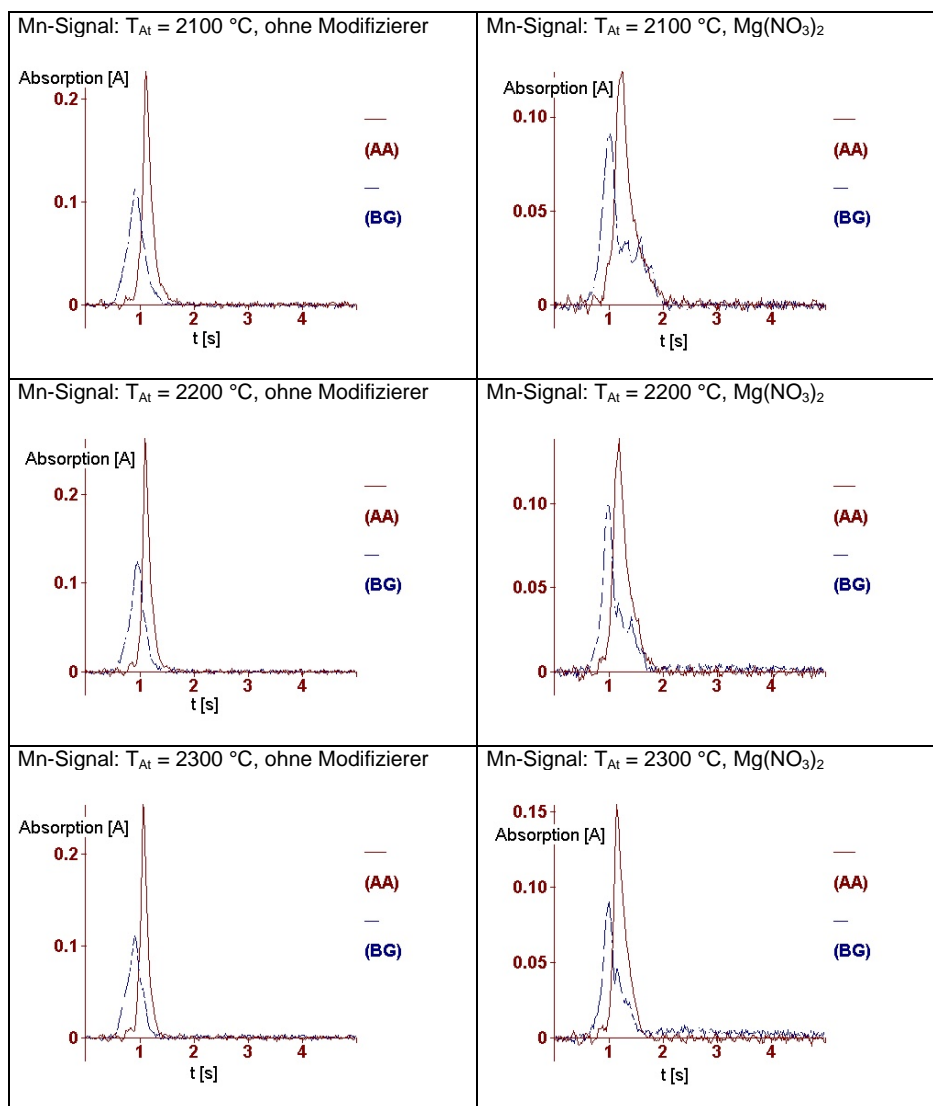 Mn-Signal: TAt = 2100 °C, ohne Modifizierer
Absorption [A]
0.2
0.1
0
1 2 3 4
t [s]
(AA)
(BG)
Mn-Signal: TAt = 2100 °C, Mg(NO3)2
Absorption [A]
0.10
0.05
0
1 2 3 4
t [s]
(AA)
(BG)
Mn-Signal: TAt = 2200 °C, ohne Modifizierer
Absorption [A]
0.2
0.1
0
1 2 3 4
t [s]
(AA)
(BG)
Mn-Signal: TAt = 2200 °C, Mg(NO3)2
Absorption [A]
0.10
0.05
0
1 2 3 4
t [s]
(AA)
(BG)
Mn-Signal: TAt = 2300 °C, ohne Modifizierer
Absorption [A]
0.2
0.1
0
1 2 3 4
t [s]
(AA)
(BG)
Mn-Signal: TAt = 2300 °C, Mg(NO3)2
0.15
Absorption [A]
0.10
0.05
0
1 2 3 4
t [s]
(AA)
(BG)